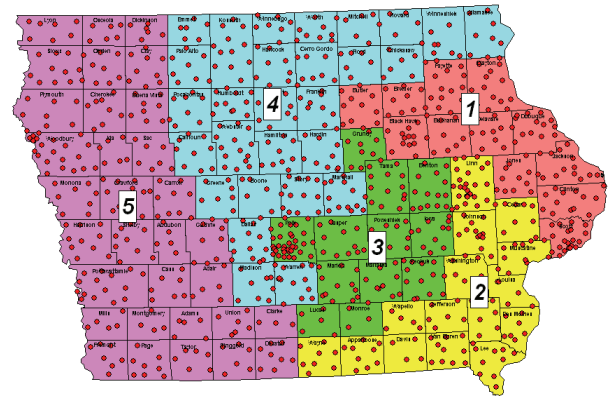 Lyon Osceola Dickinson Emmet Kossuth Winnebago Worth Mitchell Howard Winneshiek Allamakee
Sioux Clay Palo Alto Hancock Cerro Gordo Floyd Chickasaw
Fayette Clayton
Plymouth Cherokee Buena Vista Pocahontas Humboldt Franklin Butler Bremer
4
1
Black Hawk Buchanan Delaware Dubuque
Woodbury Ida Sac Calhoun Webster Hamilton Hardin Grundy
Jackson
Tama Benton Linn Jones
Monona Crawford Carroll Greene Boone Story Marshall
Clinton
5
Harrison Shelby Audubon Guthrie Dallas Polk Jasper Poweshiek Iowa Johnson Cedar
Scott
3
Muscatine
Pottawattamie Cass Adair Madison Warren Marion Mahaska Keokuk Washington
Louisa
2
Mills Montgomery Adams Union Clarke Lucas Monroe Wapello Jefferson Des Moines
Fremont Page Taylor Ringgold Decatur Wayne Appanoose Davis Van Buren Lee